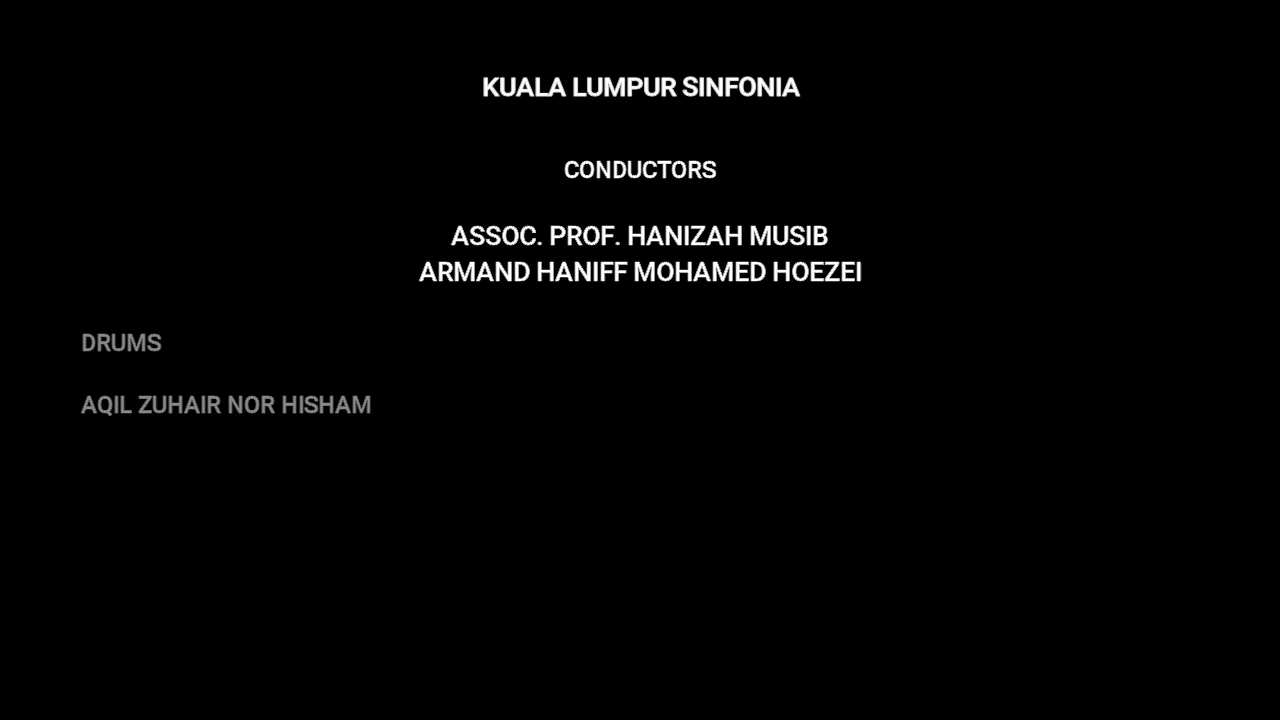 KUALA LUMPUR SINFONIA
CONDUCTORS
ASSOC. PROF. HANIZAH MUSIB
ARMAND HANIFF MOHAMED HOEZEI
DRUMS
AQIL ZUHAIR NOR HISHAM